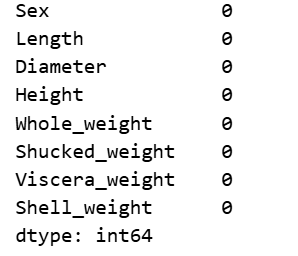 Sex 0
Length 0
Diameter 0
Height 0
Whole_weight 0
Shucked_weight 0
Viscera_weight 0
Shell_weight 0
dtype: int64